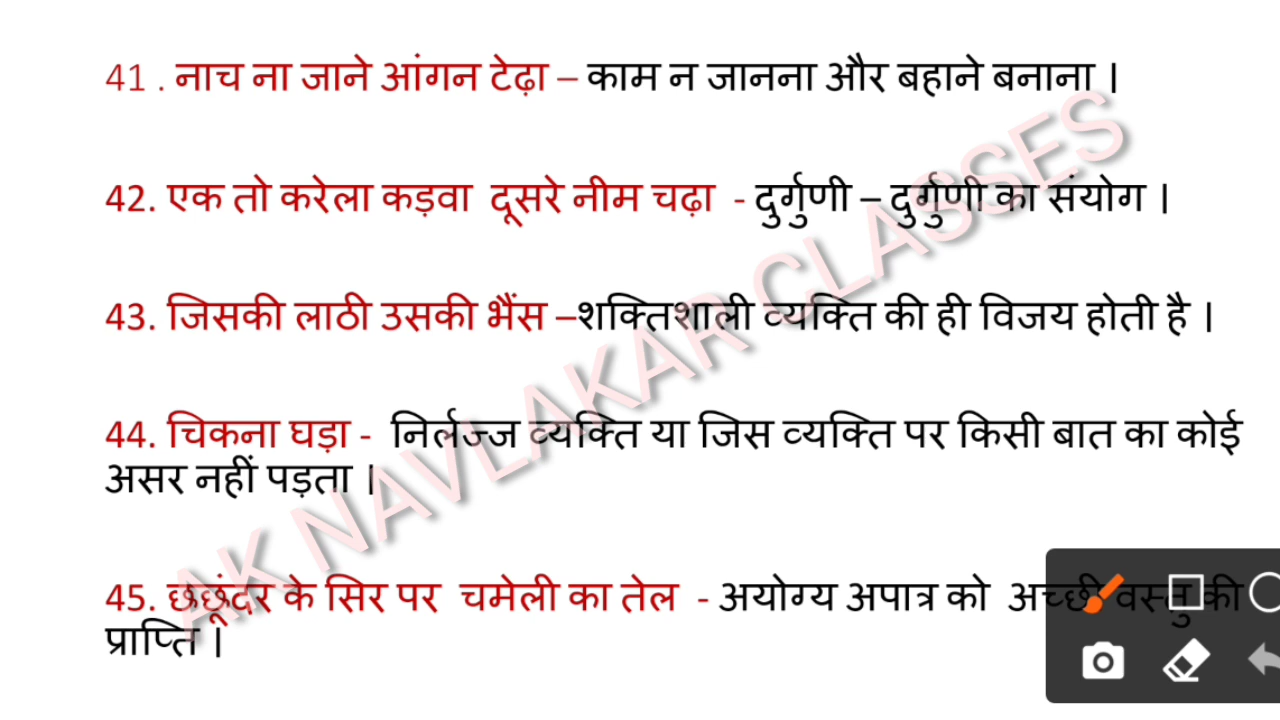 41 . नाच ना जाने आंगन टेढ़ा – काम न जानना और बहाने बनाना |
42. एक तो करेला कड़वा दूसरे नीम चढ़ा - दुर्गुणी – दुर्गुणी का संयोग |
43. जिसकी लाठी उसकी भैंस –शक्तिशाली व्यक्ति की ही विजय होती है |
44. चिकना घड़ा - निर्लज्ज व्यक्ति या जिस व्यक्ति पर किसी बात का कोई
असर नहीं पड़ता |
45. छछूंदर के सिर पर चमेली का तेल - अयोग्य अपात्र को अच्छी वस्तु की
प्राप्ति |
AK NAVLAKAR CLASSES